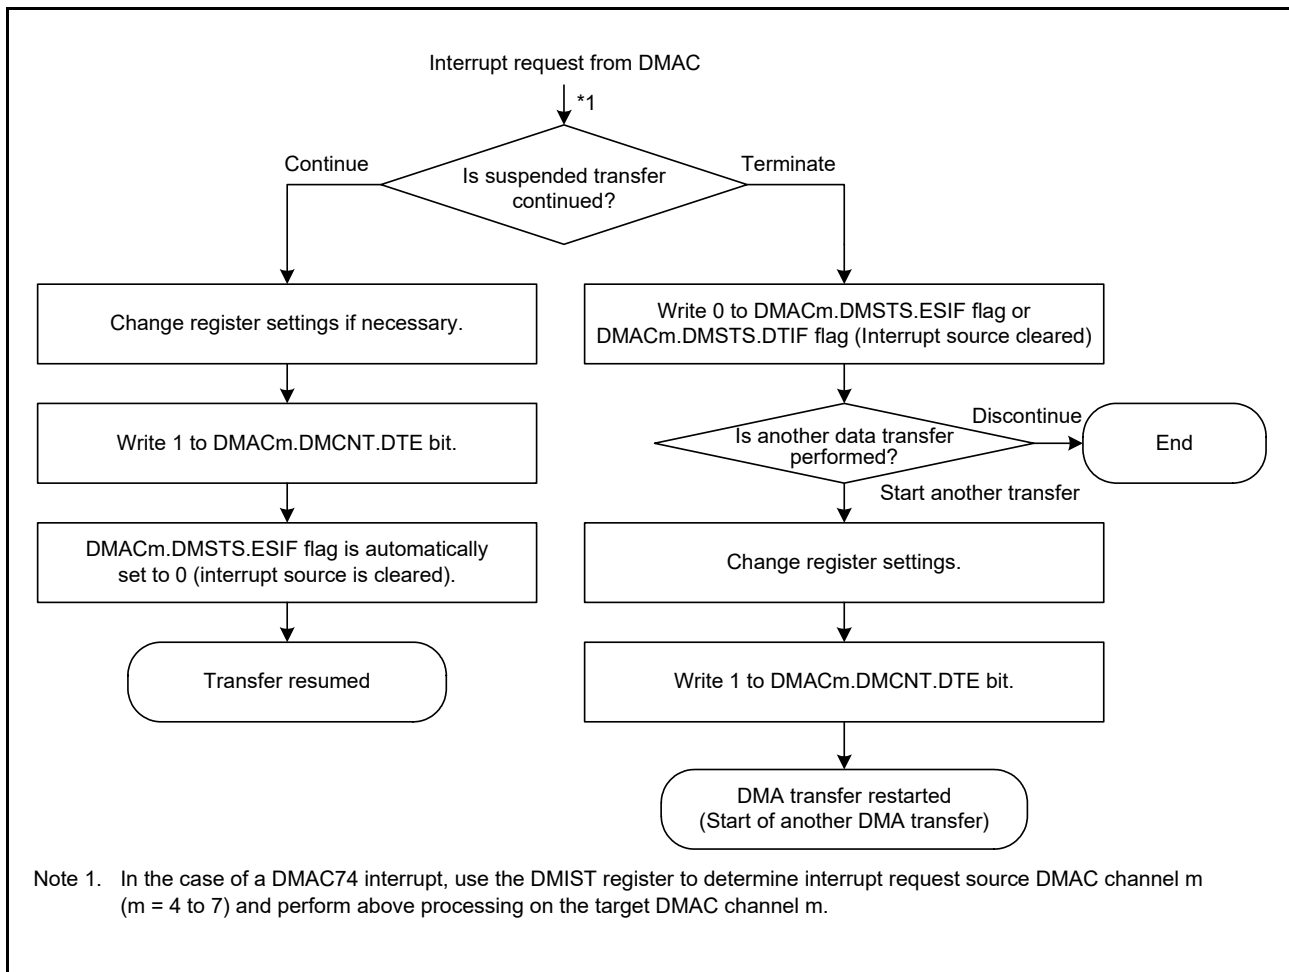 Interrupt request from DMAC
*1
Continue
Terminate
Is suspended transfer
continued?
Change register settings if necessary.
Write 0 to DMACm.DMSTS.ESIF flag or
DMACm.DMSTS.DTIF flag (Interrupt source cleared)
Write 1 to DMACm.DMCNT.DTE bit.
Is another data transfer
performed?
Discontinue
End
Start another transfer
DMACm.DMSTS.ESIF flag is automatically
set to 0 (interrupt source is cleared).
Change register settings.
Transfer resumed
Write 1 to DMACm.DMCNT.DTE bit.
DMA transfer restarted
(Start of another DMA transfer)
Note 1. In the case of a DMAC74 interrupt, use the DMIST register to determine interrupt request source DMAC channel m
(m = 4 to 7) and perform above processing on the target DMAC channel m.